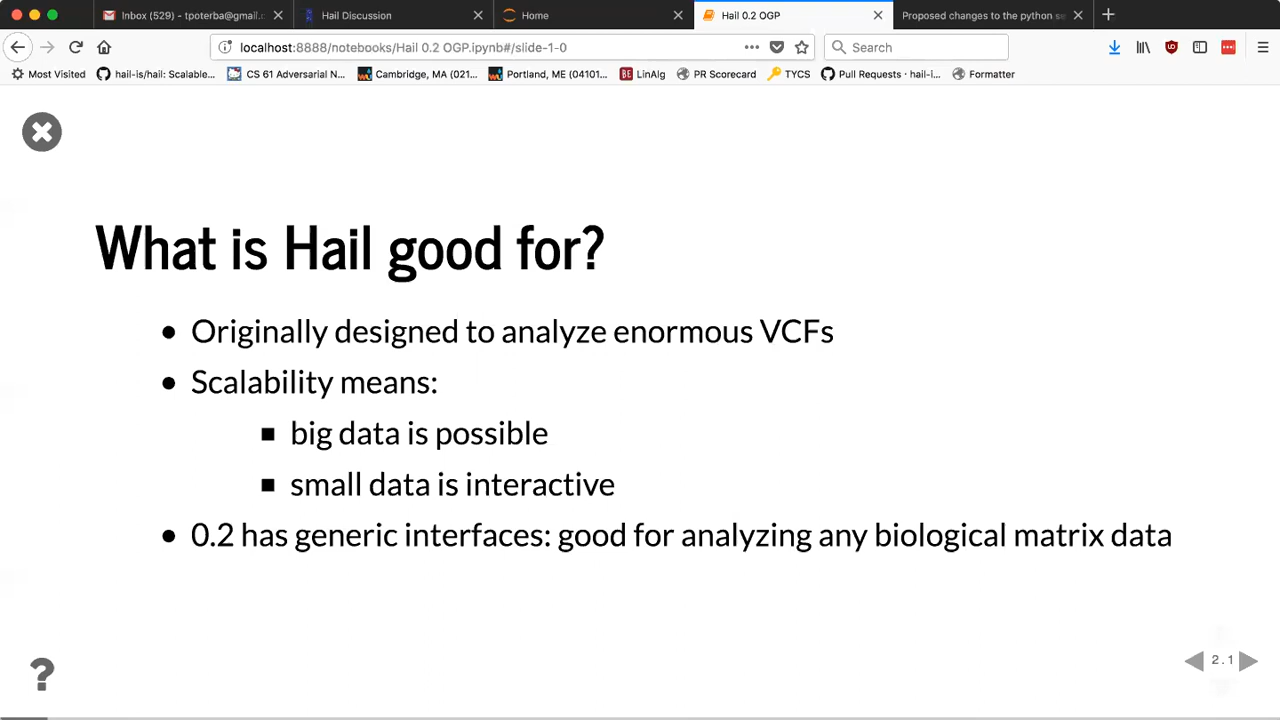 Inbox (529) - tpoterba@gmail.c
Hail Discussion
Home
Hail 0.2 OGP
Proposed changes to the python se
localhost:8888/notebooks/Hail 0.2 OGP.ipynb#/slide-1-0
Search
Most Visited
hail-is/hail: Scalable...
CS 61 Adversarial N...
Cambridge, MA (021...
Portland, ME (04101...
BE LinAlg
PR Scorecard
TYCS
Pull Requests · hail-i...
Formatter
What is Hail good for?
• Originally designed to analyze enormous VCFs
• Scalability means:
▪ big data is possible
▪ small data is interactive
• 0.2 has generic interfaces: good for analyzing any biological matrix data
?
2.1